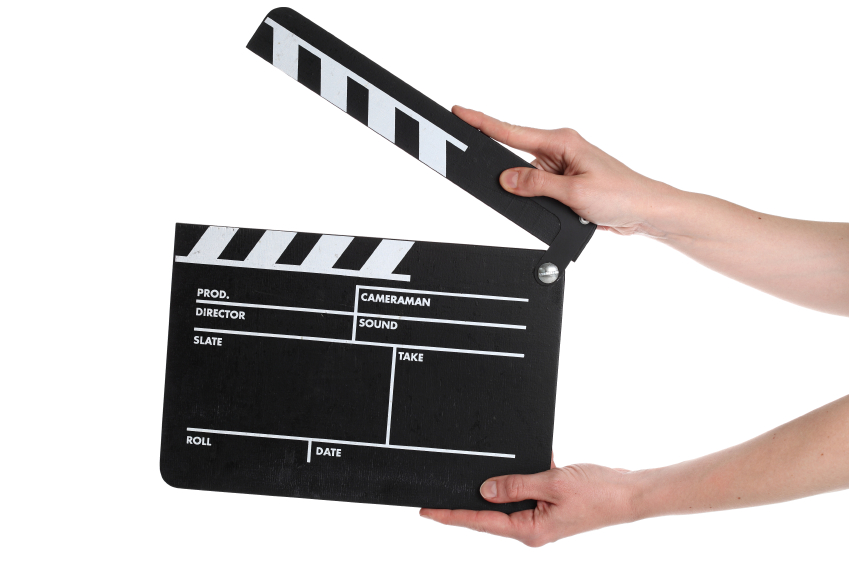 PROD.
CAMERAMAN
DIRECTOR
SOUND
SLATE
TAKE
ROLL
DATE